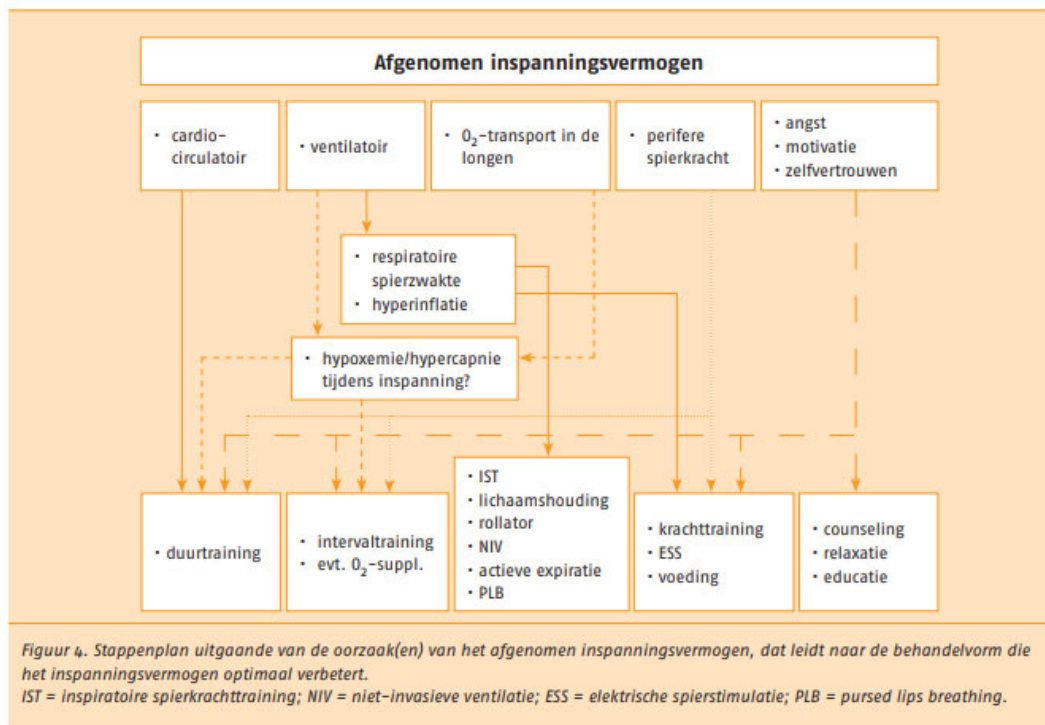 Afgenomen inspanningsvermogen
• cardio-
circulatoir
• ventilatoir
• O₂-transport in de
longen
• perifere
spierkracht
• angst
• motivatie
• zelfvertrouwen
• respiratoire
spierzwakte
• hyperinflatie
• hypoxemie/hypercapnie
tijdens inspanning?
• duurtraining
• intervaltraining
• evt. O₂-suppl.
• IST
• lichaamshouding
• rollator
• NIV
• actieve expiratie
• PLB
• krachttraining
• ESS
• voeding
• counseling
• relaxatie
• educatie
Figuur 4. Stappenplan uitgaande van de oorzaak(en) van het afgenomen inspanningsvermogen, dat leidt naar de behandelvorm die
het inspanningsvermogen optimaal verbetert.
IST = inspiratoire spierkrachttraining; NIV = niet-invasieve ventilatie; ESS = elektrische spierstimulatie; PLB = pursed lips breathing.